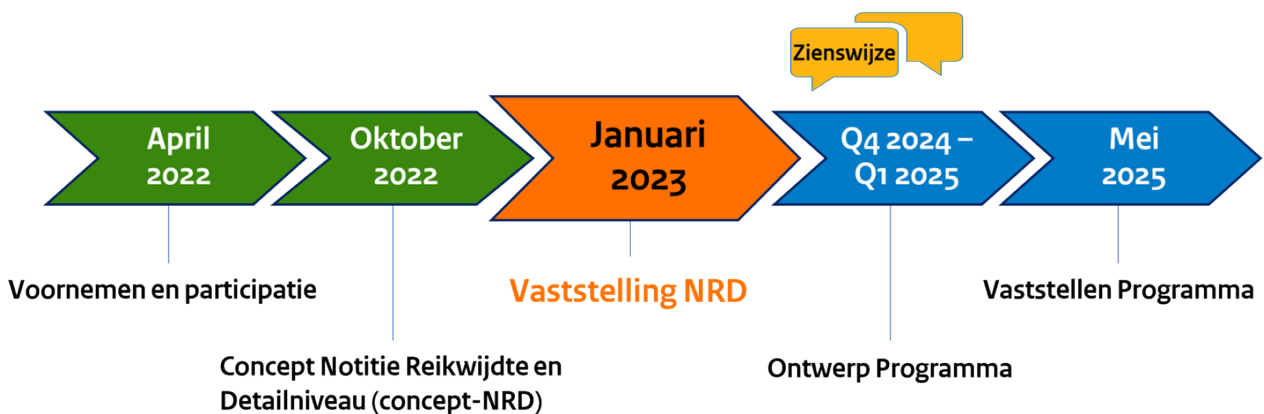 Zienswijze
April
2022
Oktober
2022
Januari
2023
Q4 2024 –
Q1 2025
Mei
2025
Voornemen en participatie
Vaststelling NRD
Vaststellen Programma
Concept Notitie Reikwijdte en
Detailniveau (concept-NRD)
Ontwerp Programma